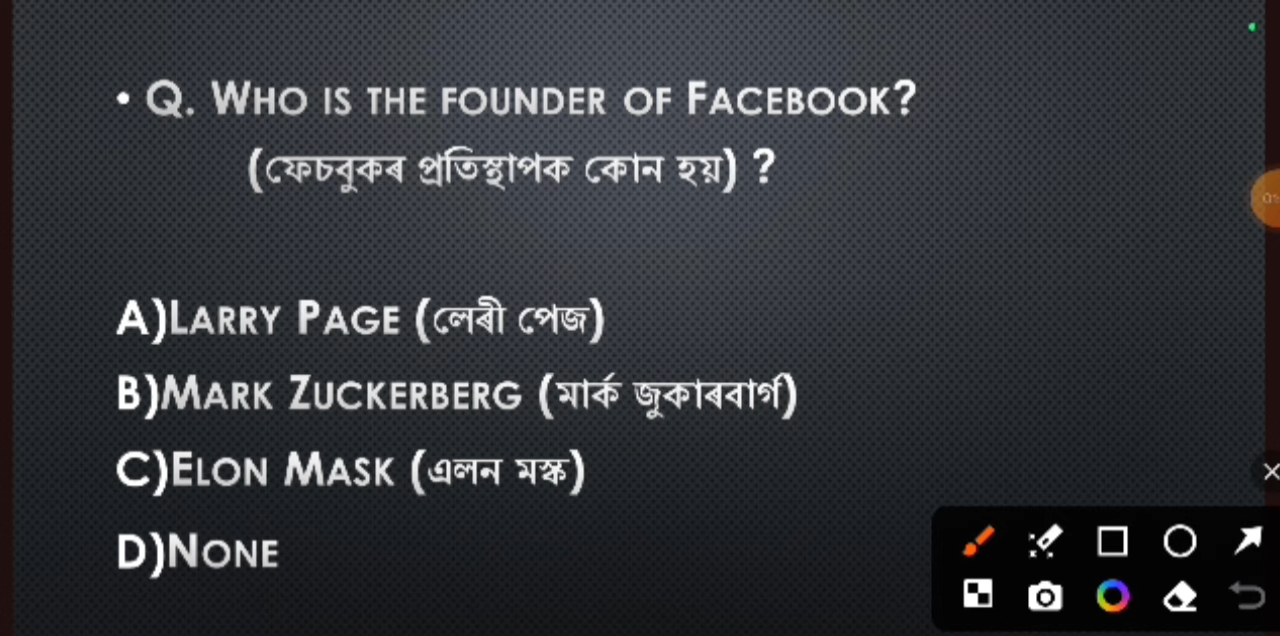 • Q. Who is the founder of Facebook?
(ফেচবুকৰ প্ৰতিস্থাপক কোন হয়) ?
A)Larry Page (লেৰী পেজ)
B)Mark Zuckerberg (মাৰ্ক জুকাৰবাৰ্গ)
C)Elon Mask (এলন মস্ক)
D)None